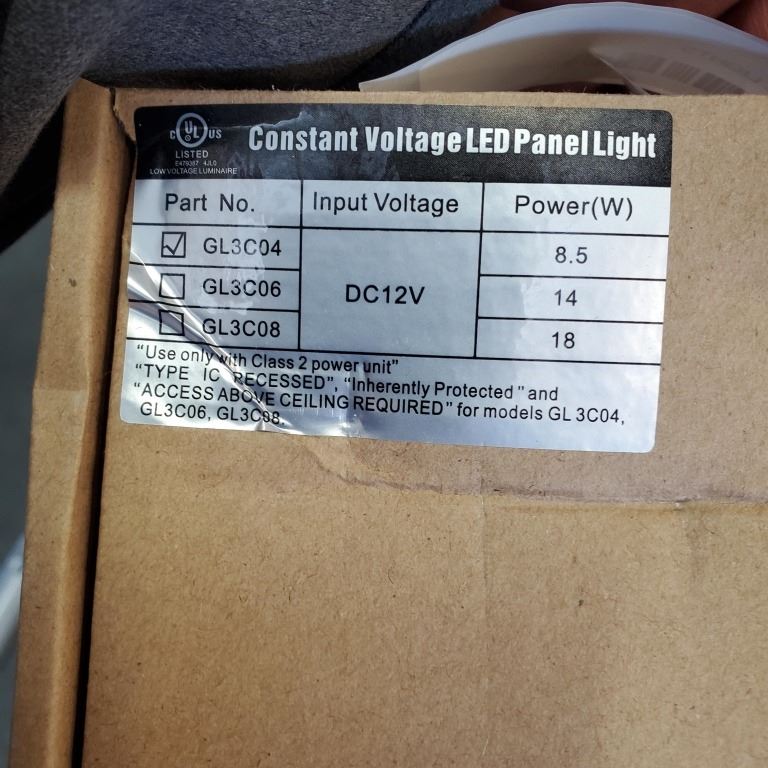 C UL US
LISTED
E479387 4JL0
LOW VOLTAGE LUMINAIRE
Constant Voltage LED Panel Light
Part No. Input Voltage Power(W)
GL3C04 DC12V 8.5
GL3C06 14
GL3C08 18
"Use only with Class 2 power unit"
"TYPE IC RECESSED", "Inherently Protected" and
"ACCESS ABOVE CEILING REQUIRED" for models GL 3C04,
GL3C06, GL3C08.